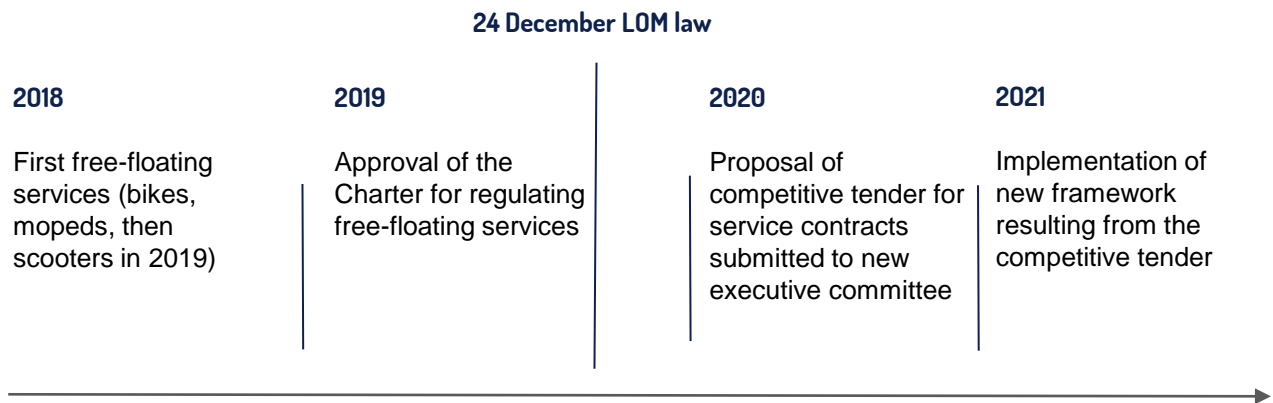 24 December LOM law
2018
First free-floating
services (bikes,
mopeds, then
scooters in 2019)
2019
Approval of the
Charter for regulating
free-floating services
2020
Proposal of
competitive tender for
service contracts
submitted to new
executive committee
2021
Implementation of
new framework
resulting from the
competitive tender